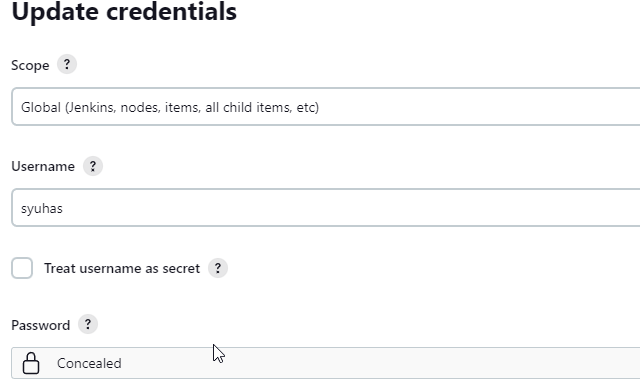 Update credentials
Scope ?
Global (Jenkins, nodes, items, all child items, etc)
Username ?
syuhas
Treat username as secret ?
Password ?
Concealed